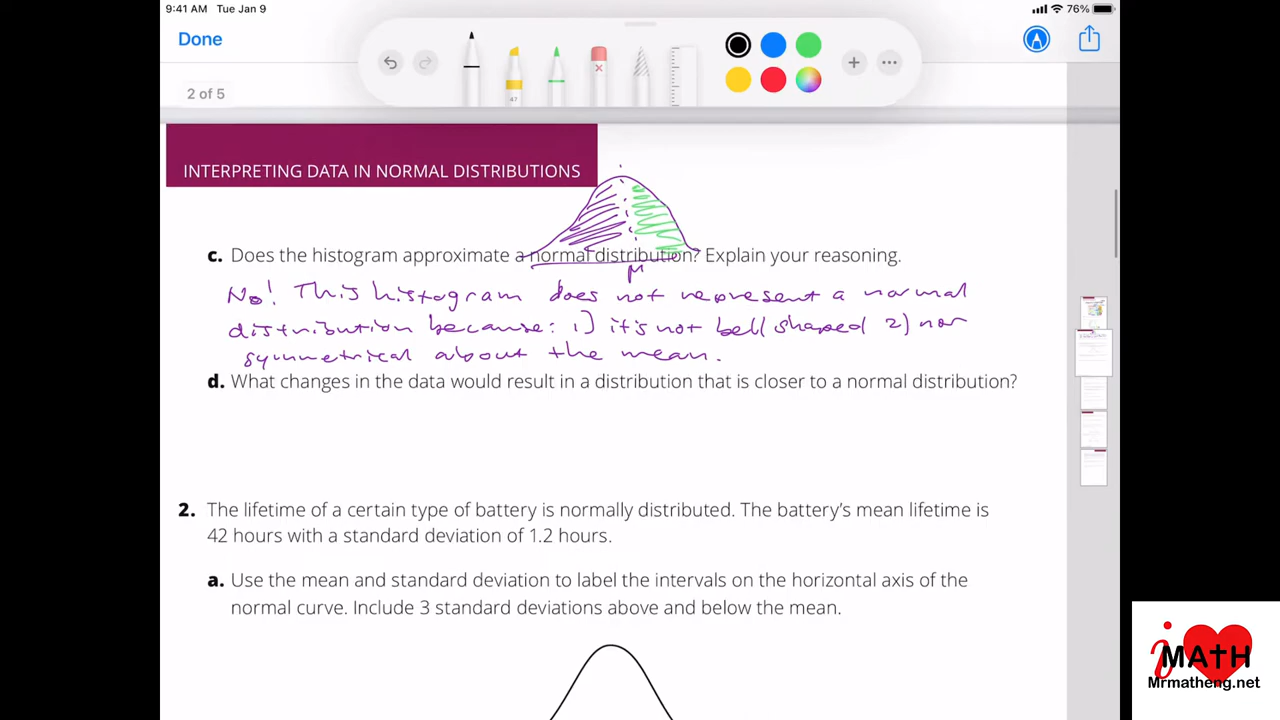 9:41 AM Tue Jan 9
76%
Done
47
2 of 5
INTERPRETING DATA IN NORMAL DISTRIBUTIONS
c. Does the histogram approximate a normal distribution? Explain your reasoning.
μ
No! This histogram does not represent a normal
distribution because: 1) it's not bell shaped 2) nor
symmetrical about the mean.
d. What changes in the data would result in a distribution that is closer to a normal distribution?
2. The lifetime of a certain type of battery is normally distributed. The battery's mean lifetime is
42 hours with a standard deviation of 1.2 hours.
a. Use the mean and standard deviation to label the intervals on the horizontal axis of the
normal curve. Include 3 standard deviations above and below the mean.
i
MATH
Mrmatheng.net